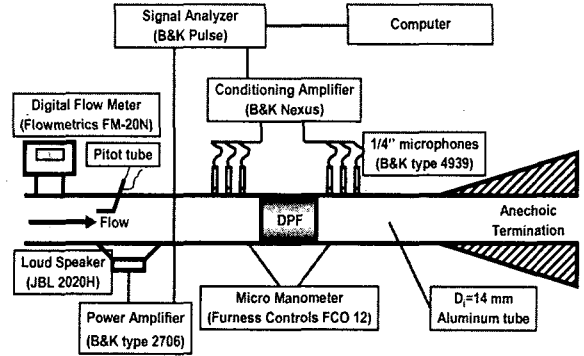 Signal Analyzer
(B&K Pulse)
Computer
Conditioning Amplifier
(B&K Nexus)
Digital Flow Meter
(Flowmetrics FM-20N)
Pitot tube
1/4" microphones
(B&K type 4939)
Flow
DPF
Anechoic
Termination
Loud Speaker
(JBL 2020H)
Micro Manometer
(Furness Controls FCO 12)
Di=14 mm
Aluminum tube
Power Amplifier
(B&K type 2706)